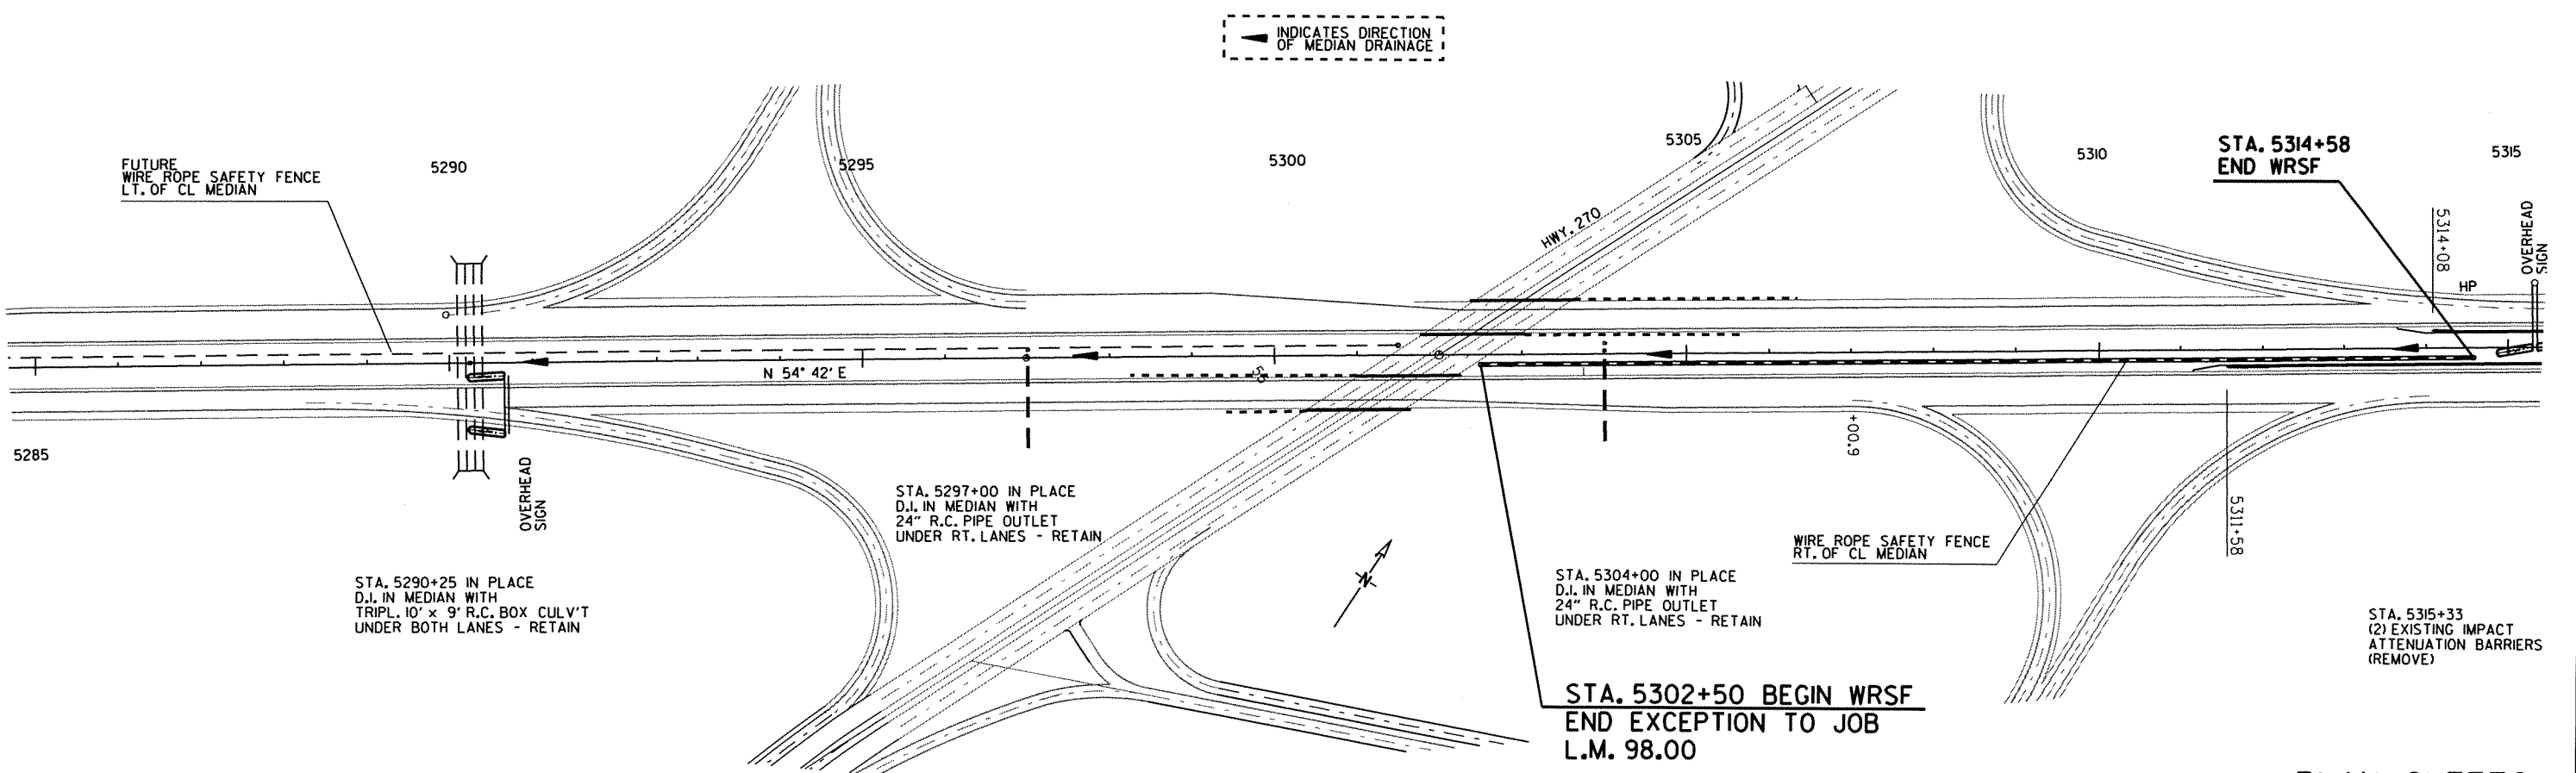 INDICATES DIRECTION
OF MEDIAN DRAINAGE
FUTURE
WIRE ROPE SAFETY FENCE
LT. OF CL MEDIAN
5290
5295
5300
5305
5310
5315
STA. 5314+58
END WRSF
5314+08
OVERHEAD
SIGN
HP
HWY. 270
N 54° 42' E
55
+00.9
5285
OVERHEAD
SIGN
STA. 5297+00 IN PLACE
D.I. IN MEDIAN WITH
24" R.C. PIPE OUTLET
UNDER RT. LANES - RETAIN
STA. 5290+25 IN PLACE
D.I. IN MEDIAN WITH
TRIPL. 10' x 9' R.C. BOX CULV'T
UNDER BOTH LANES - RETAIN
N
STA. 5304+00 IN PLACE
D.I. IN MEDIAN WITH
24" R.C. PIPE OUTLET
UNDER RT. LANES - RETAIN
WIRE ROPE SAFETY FENCE
RT. OF CL MEDIAN
5311+58
STA. 5315+33
(2) EXISTING IMPACT
ATTENUATION BARRIERS
(REMOVE)
STA. 5302+50 BEGIN WRSF
END EXCEPTION TO JOB
L.M. 98.00